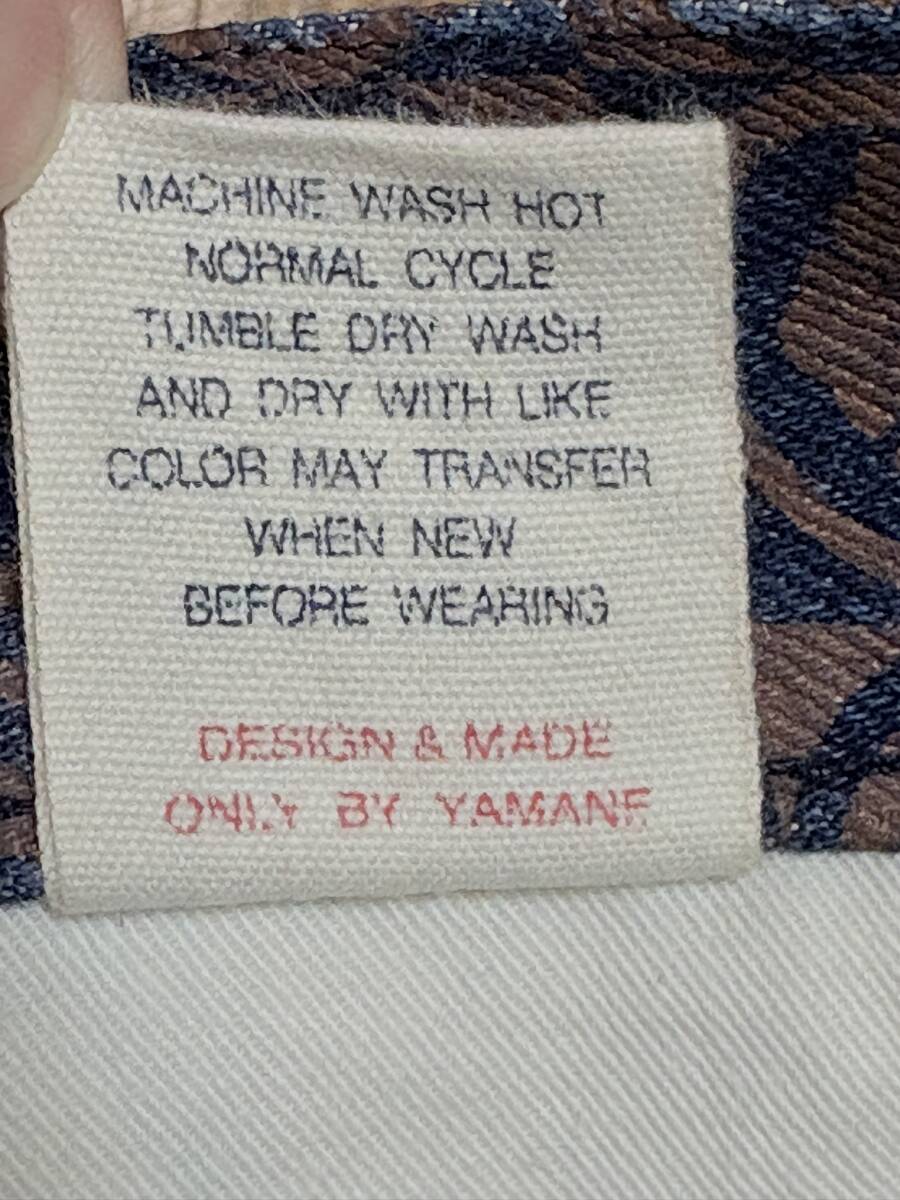 MACHINE WASH HOT
NORMAL CYCLE
TUMBLE DRY WASH
AND DRY WITH LIKE
COLOR MAY TRANSFER
WHEN NEW
BEFORE WEARING
DESIGN & MADE
ONLY BY YAMANE